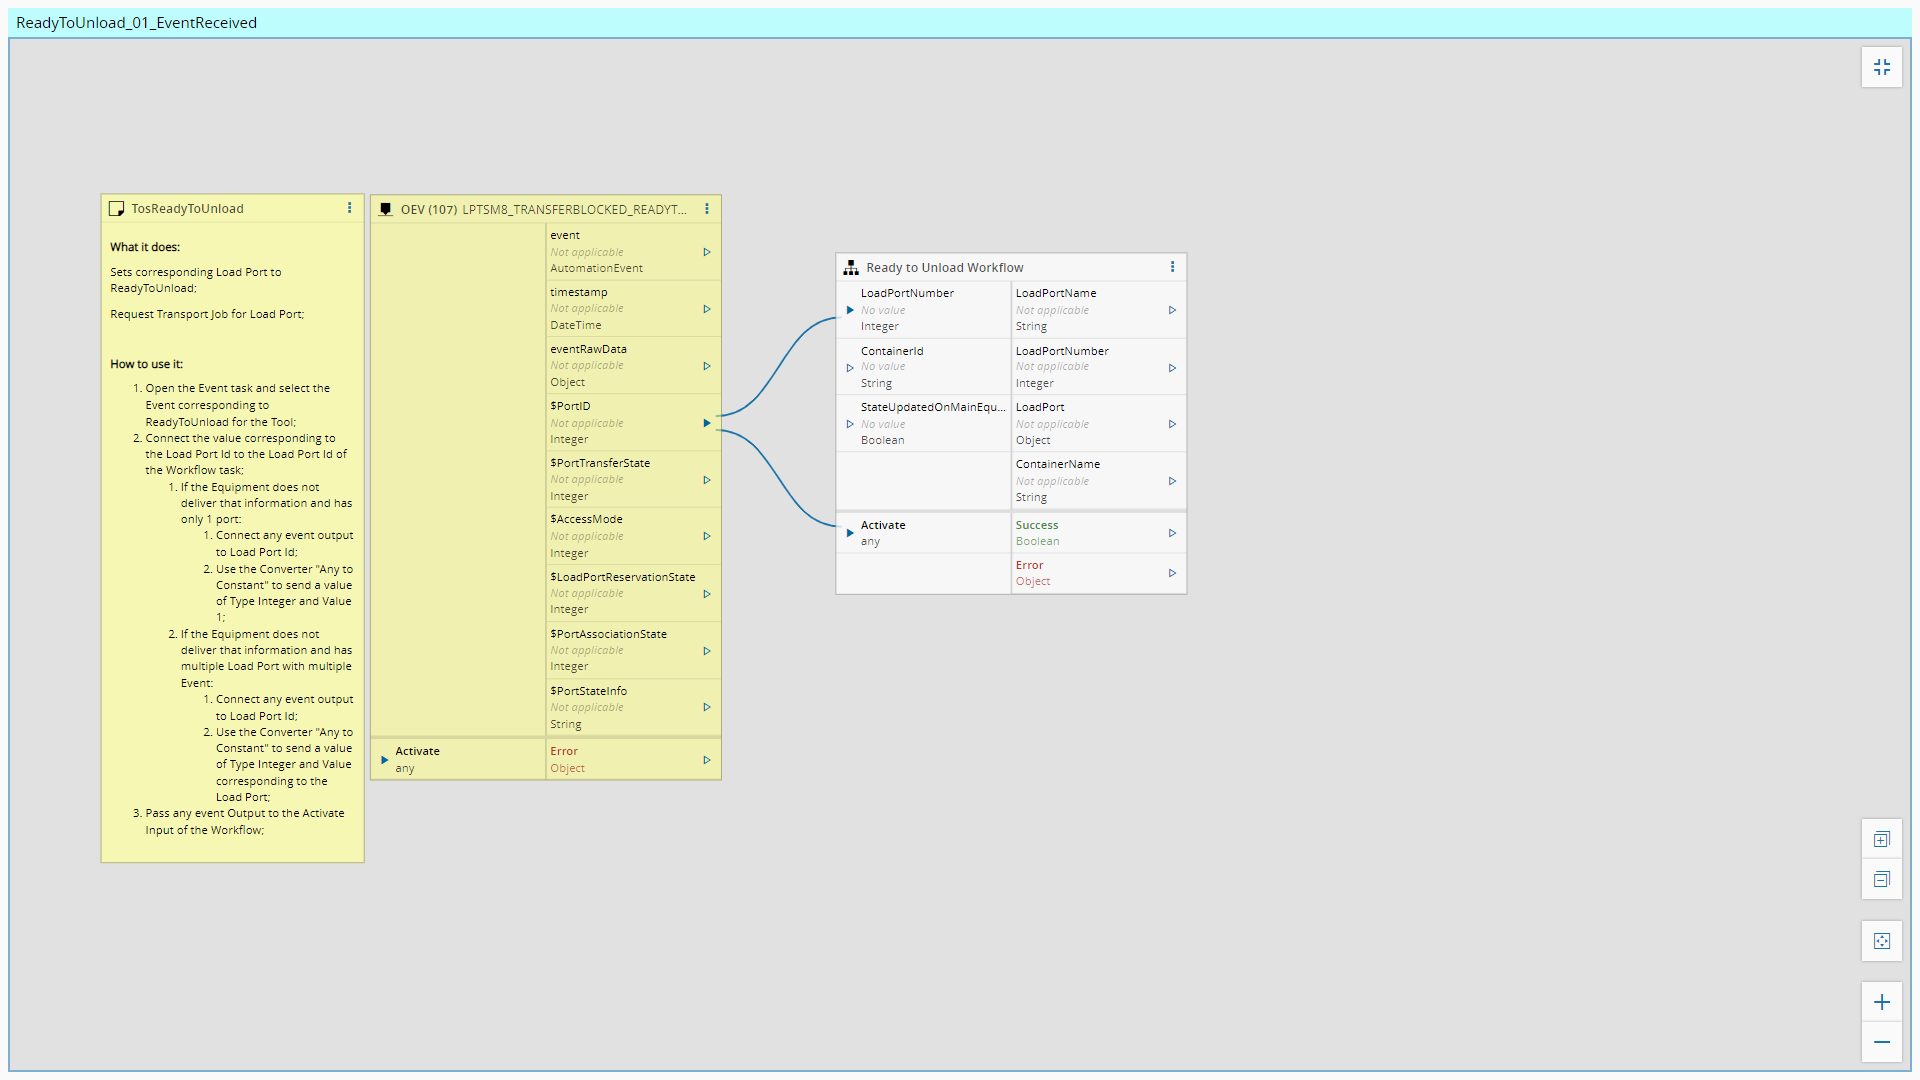 ReadyToUnload_01_EventReceived
TosReadyToUnload
What it does:
Sets corresponding Load Port to
ReadyToUnload;
Request Transport Job for Load Port;
How to use it:
1. Open the Event task and select the
Event corresponding to
ReadyToUnload for the Tool;
2. Connect the value corresponding to
the Load Port Id to the Load Port Id of
the Workflow task;
1. If the Equipment does not
deliver that information and has
only 1 port:
1. Connect any event output
to Load Port Id;
2. Use the Converter "Any to
Constant" to send a value
of Type Integer and Value
1;
2. If the Equipment does not
deliver that information and has
multiple Load Port with multiple
Event:
1. Connect any event output
to Load Port Id;
2. Use the Converter "Any to
Constant" to send a value
of Type Integer and Value
corresponding to the
Load Port;
3. Pass any event Output to the Activate
Input of the Workflow;
OEV (107) LPTSM8_TRANSFERBLOCKED_READYT...
event
Not applicable
AutomationEvent
timestamp
Not applicable
DateTime
eventRawData
Not applicable
Object
$PortID
Not applicable
Integer
$PortTransferState
Not applicable
Integer
$AccessMode
Not applicable
Integer
$LoadPortReservationState
Not applicable
Integer
$PortAssociationState
Not applicable
Integer
$PortStateInfo
Not applicable
String
Activate
any
Error
Object
Ready to Unload Workflow
LoadPortNumber
No value
Integer
ContainerId
No value
String
StateUpdatedOnMainEqu...
No value
Boolean
LoadPortName
Not applicable
String
LoadPortNumber
Not applicable
Integer
LoadPort
Not applicable
Object
ContainerName
Not applicable
String
Activate
any
Success
Boolean
Error
Object